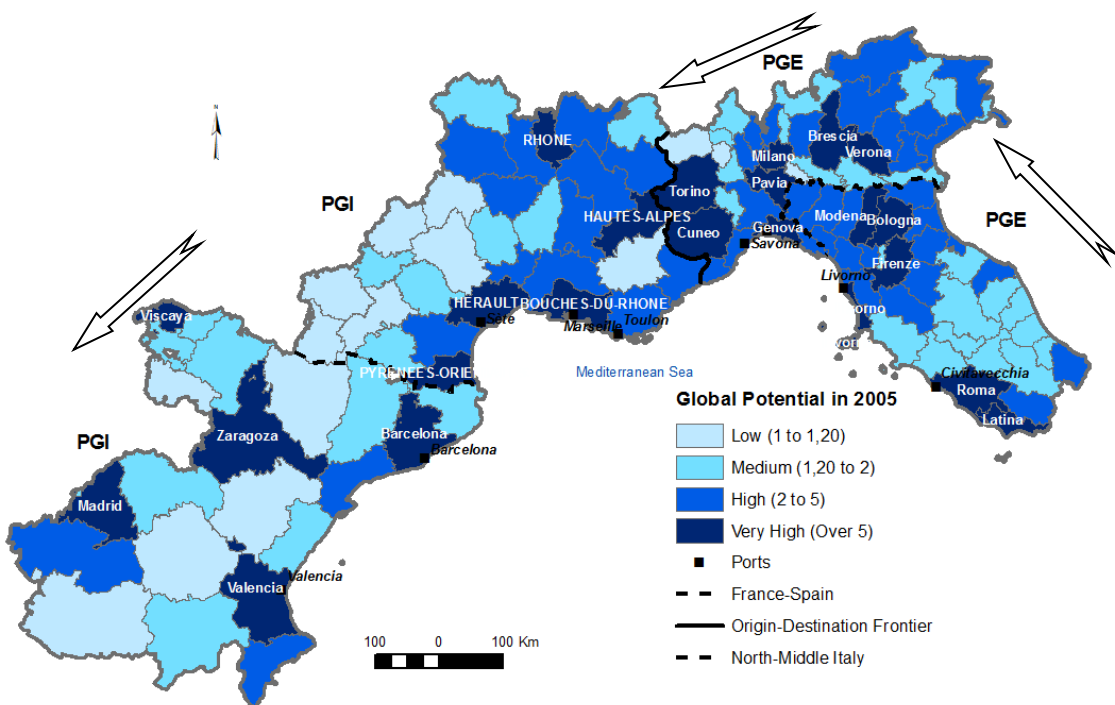 PGE
PGI
RHONE
Brescia
Verona
Milano
Pavia
Torino
HAUTES-ALPES
Cuneo
Genova
Savona
Modena
Bologna
PGE
Firenze
Livorno
orno
HERAULT
BOUCHES-DU-RHONE
Sète
Marseille
Toulon
Viscaya
Mediterranean Sea
PYRENEES-ORIE
Civitavecchia
Roma
Latina
Zaragoza
Barcelona
Barcelona
PGI
Madrid
Valencia
Valencia
Global Potential in 2005
Low (1 to 1,20)
Medium (1,20 to 2)
High (2 to 5)
Very High (Over 5)
Ports
France-Spain
Origin-Destination Frontier
North-Middle Italy
100 0 100 Km